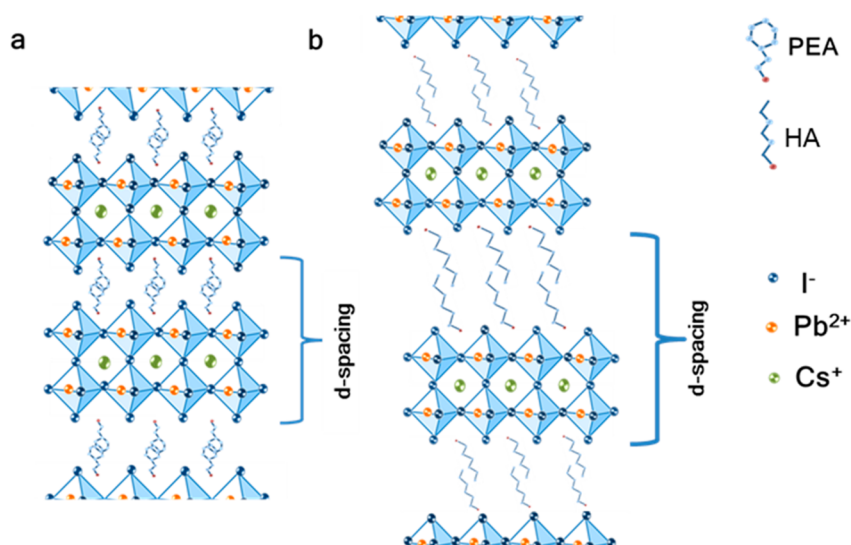 a
b
PEA
HA
d-spacing
d-spacing
I⁻
Pb²⁺
Cs⁺